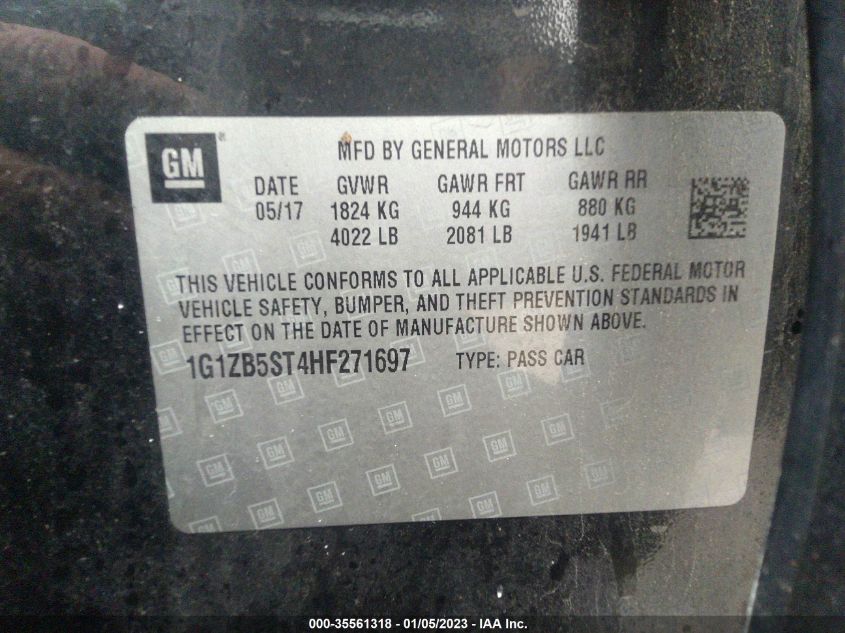 GM ®
MFD BY GENERAL MOTORS LLC
DATE GVWR GAWR FRT GAWR RR
05/17 1824 KG 944 KG 880 KG
4022 LB 2081 LB 1941 LB
THIS VEHICLE CONFORMS TO ALL APPLICABLE U.S. FEDERAL MOTOR
VEHICLE SAFETY, BUMPER, AND THEFT PREVENTION STANDARDS IN
EFFECT ON THE DATE OF MANUFACTURE SHOWN ABOVE.
1G1ZB5ST4HF271697 TYPE: PASS CAR
000-35561318 - 01/05/2023 - IAA Inc.